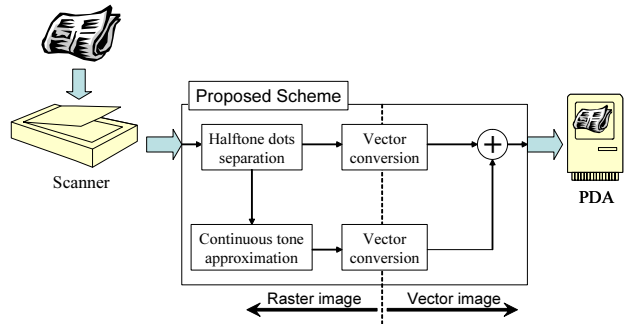 Proposed Scheme
Halftone dots
separation
Vector
conversion
+
Scanner
PDA
Continuous tone
approximation
Vector
conversion
Raster image
Vector image